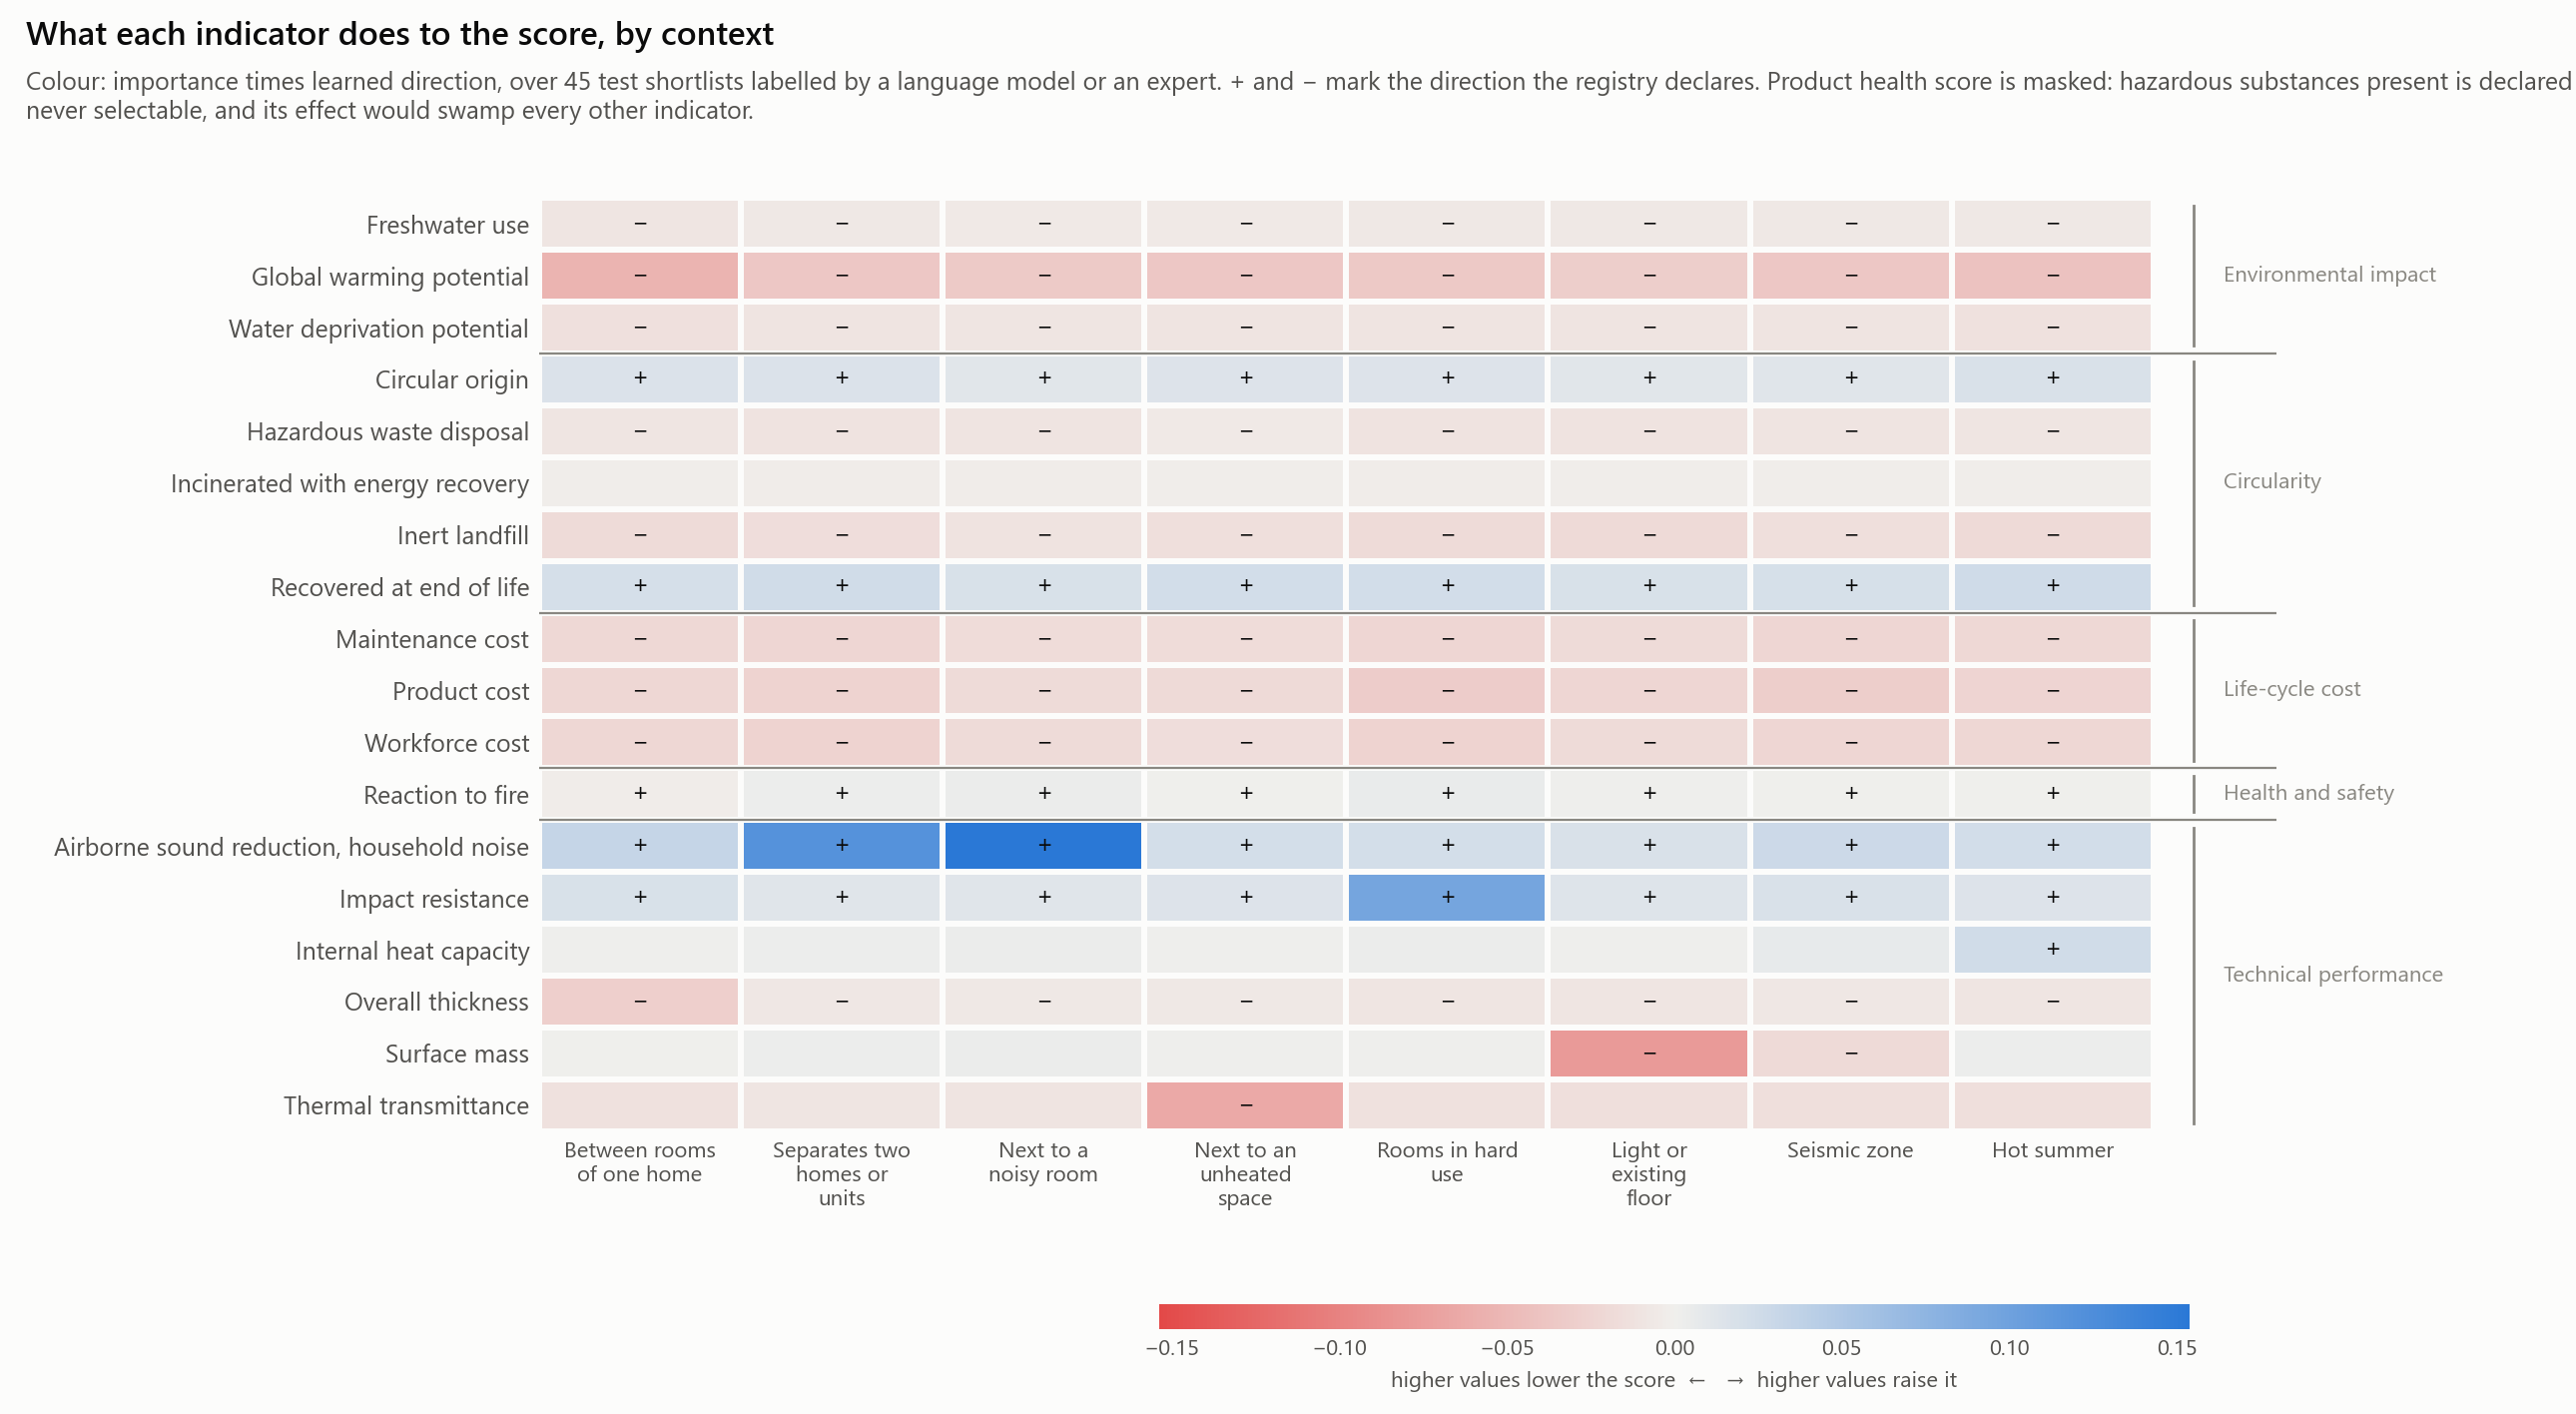 What each indicator does to the score, by context
Colour: importance times learned direction, over 45 test shortlists labelled by a language model or an expert. + and − mark the direction the registry declares. Product health score is masked: hazardous substances present is declared
never selectable, and its effect would swamp every other indicator.
Freshwater use − − − − − − − −
Global warming potential − − − − − − − −
Environmental impact
Water deprivation potential − − − − − − − −
Circular origin + + + + + + + +
Hazardous waste disposal − − − − − − − −
Incinerated with energy recovery
Circularity
Inert landfill − − − − − − − −
Recovered at end of life + + + + + + + +
Maintenance cost − − − − − − − −
Product cost − − − − − − − −
Life-cycle cost
Workforce cost − − − − − − − −
Reaction to fire + + + + + + + +
Health and safety
Airborne sound reduction, household noise + + + + + + + +
Impact resistance + + + + + + + +
Internal heat capacity +
Technical performance
Overall thickness − − − − − − − −
Surface mass − −
Thermal transmittance −
Between rooms
of one home
Separates two
homes or
units
Next to a
noisy room
Next to an
unheated
space
Rooms in hard
use
Light or
existing
floor
Seismic zone
Hot summer
−0.15 −0.10 −0.05 0.00 0.05 0.10 0.15
higher values lower the score ← → higher values raise it